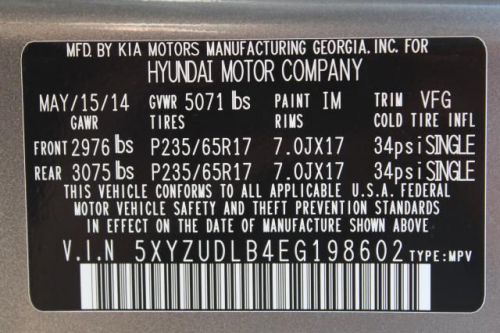 MFD. BY KIA MOTORS MANUFACTURING GEORGIA, INC. FOR
HYUNDAI MOTOR COMPANY
MAY/15/14 GVWR 5071 lbs PAINT IM TRIM VFG
GAWR TIRES RIMS COLD TIRE INFL
FRONT 2976 lbs P235/65R17 7.0JX17 34psi SINGLE
REAR 3075 lbs P235/65R17 7.0JX17 34psi SINGLE
THIS VEHICLE CONFORMS TO ALL APPLICABLE U.S.A. FEDERAL
MOTOR VEHICLE SAFETY AND THEFT PREVENTION STANDARDS
IN EFFECT ON THE DATE OF MANUFACTURE SHOWN ABOVE
V.I.N 5XYZUDLB4EG198602 TYPE:MPV